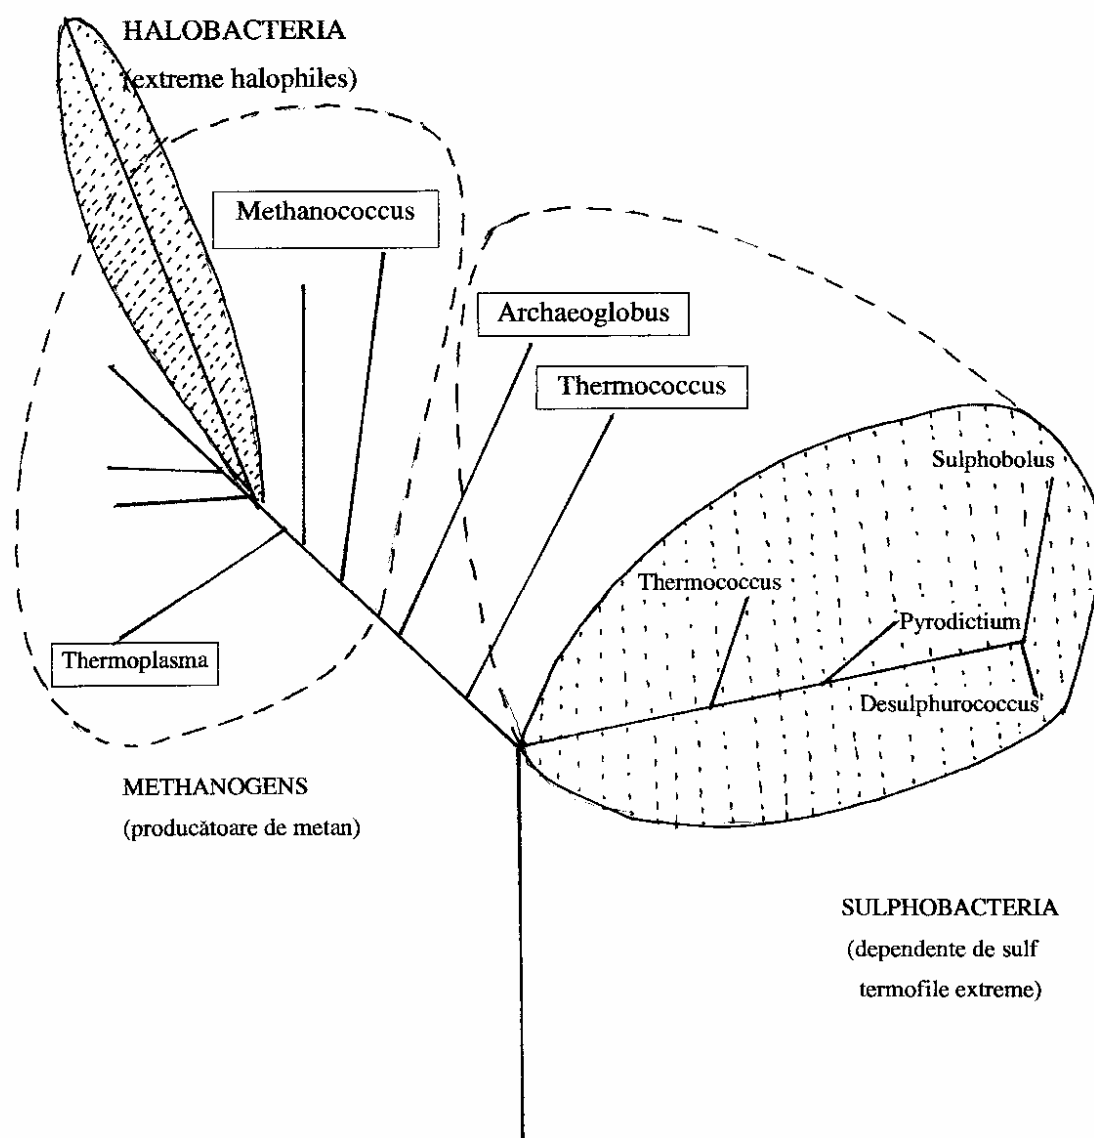 HALOBACTERIA
(extreme halophiles)
Methanococcus
Archaeoglobus
Thermococcus
Sulphobolus
Thermococcus
Pyrodictium
Thermoplasma
Desulphurococcus
METHANOGENS
(producătoare de metan)
SULPHOBACTERIA
(dependente de sulf
termofile extreme)